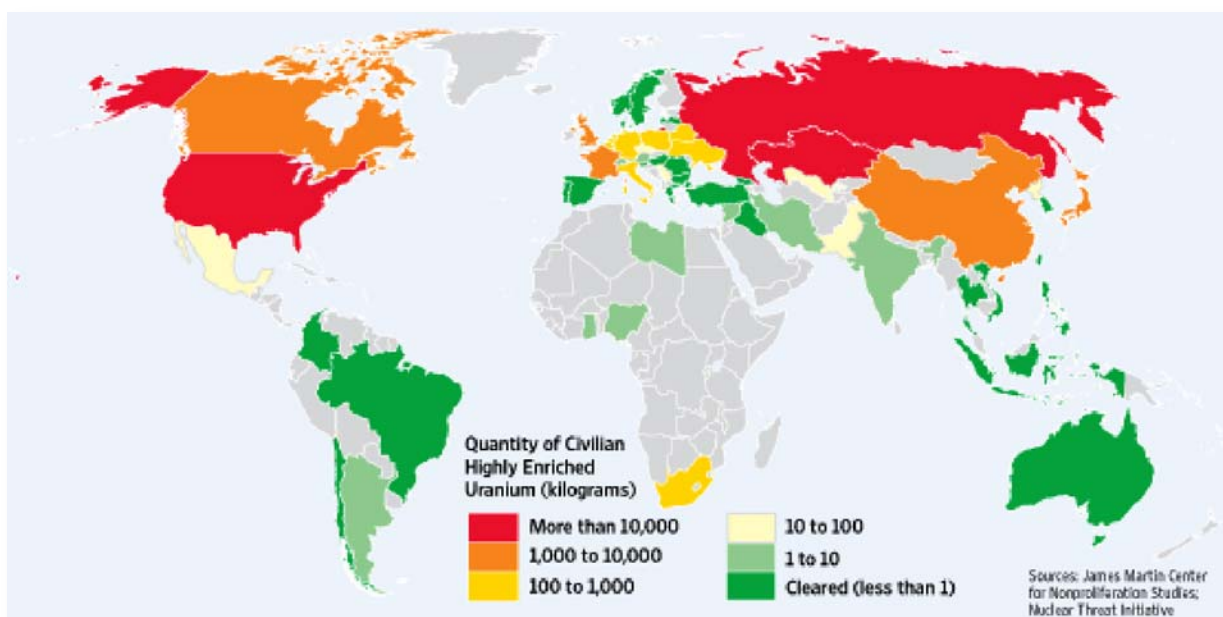 Quantity of Civilian
Highly Enriched
Uranium (kilograms)
More than 10,000
1,000 to 10,000
100 to 1,000
10 to 100
1 to 10
Cleared (less than 1)
Sources: James Martin Center
for Nonproliferation Studies;
Nuclear Threat Initiative